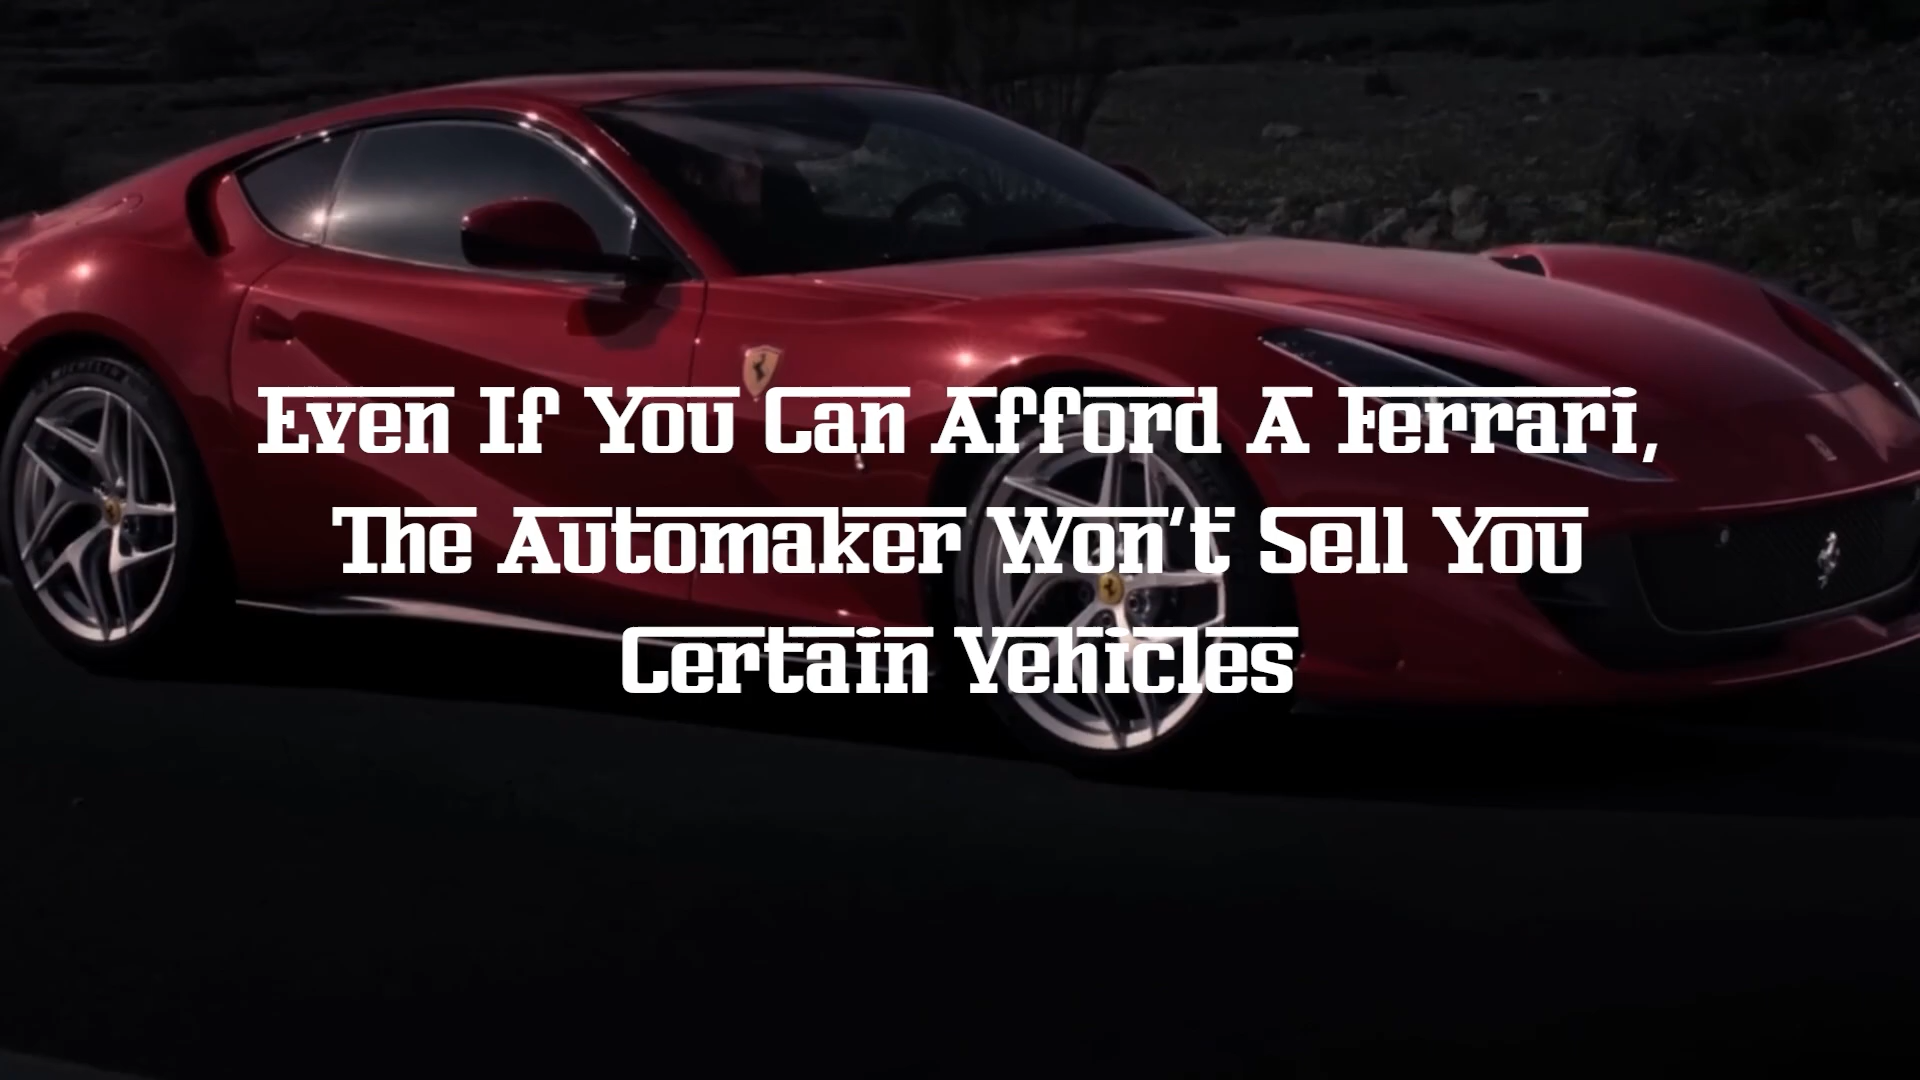 Even If You Can Afford A Ferrari,
The Automaker Won't Sell You
Certain Vehicles